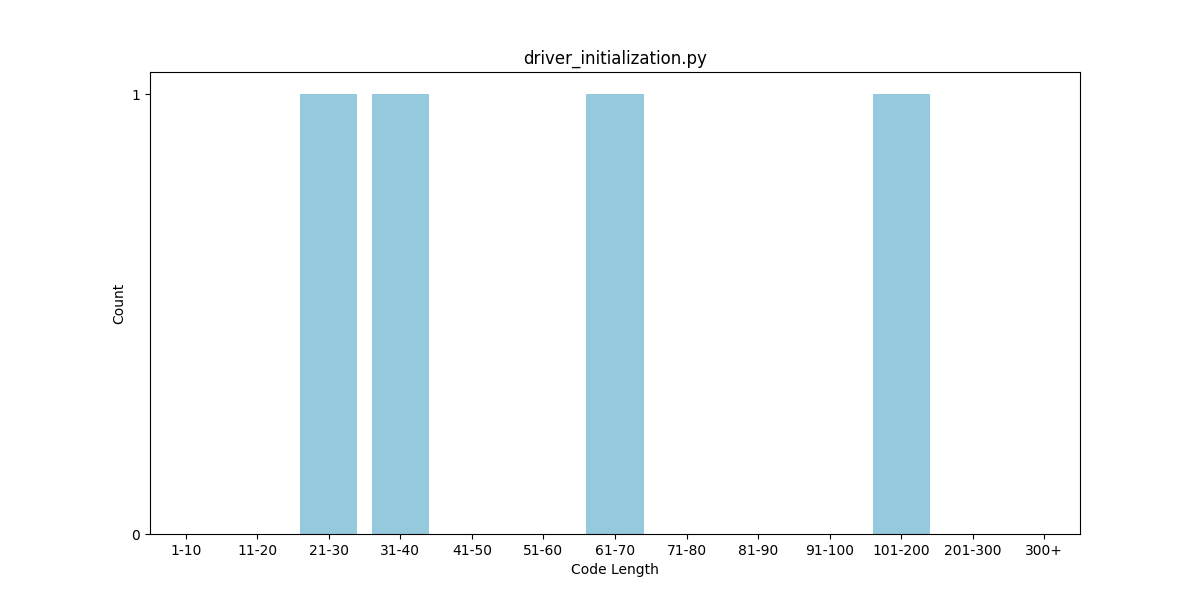 driver_initialization.py
1
0
Count
1-10 11-20 21-30 31-40 41-50 51-60 61-70 71-80 81-90 91-100 101-200 201-300 300+
Code Length